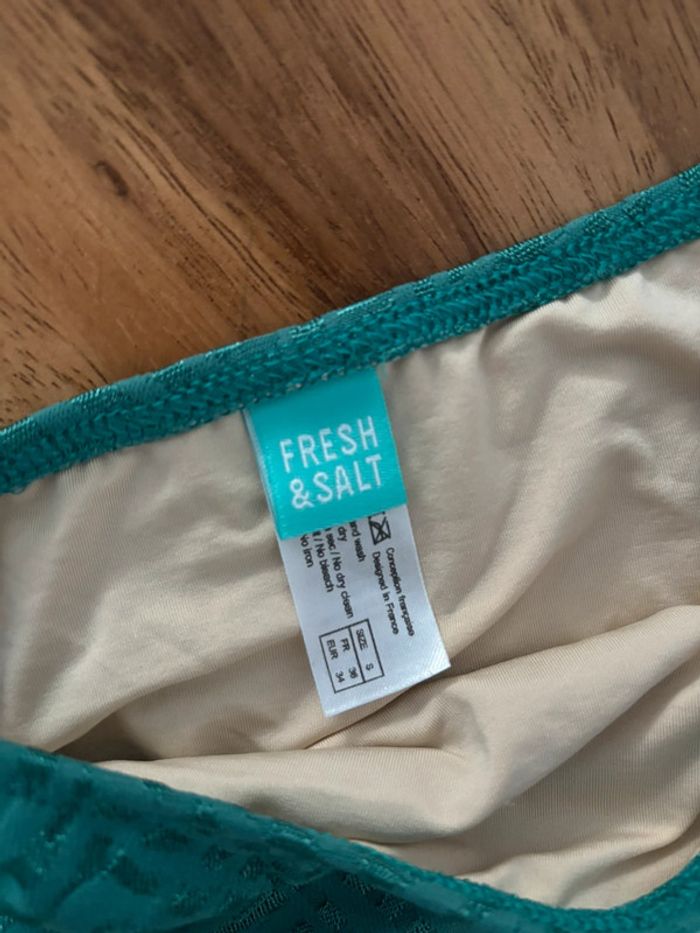 FRESH
&SALT
Conception française
Designed in France
wash
dry
sec / No dry clean
/ No bleach
No iron
SIZE S
FR 36
EUR 34